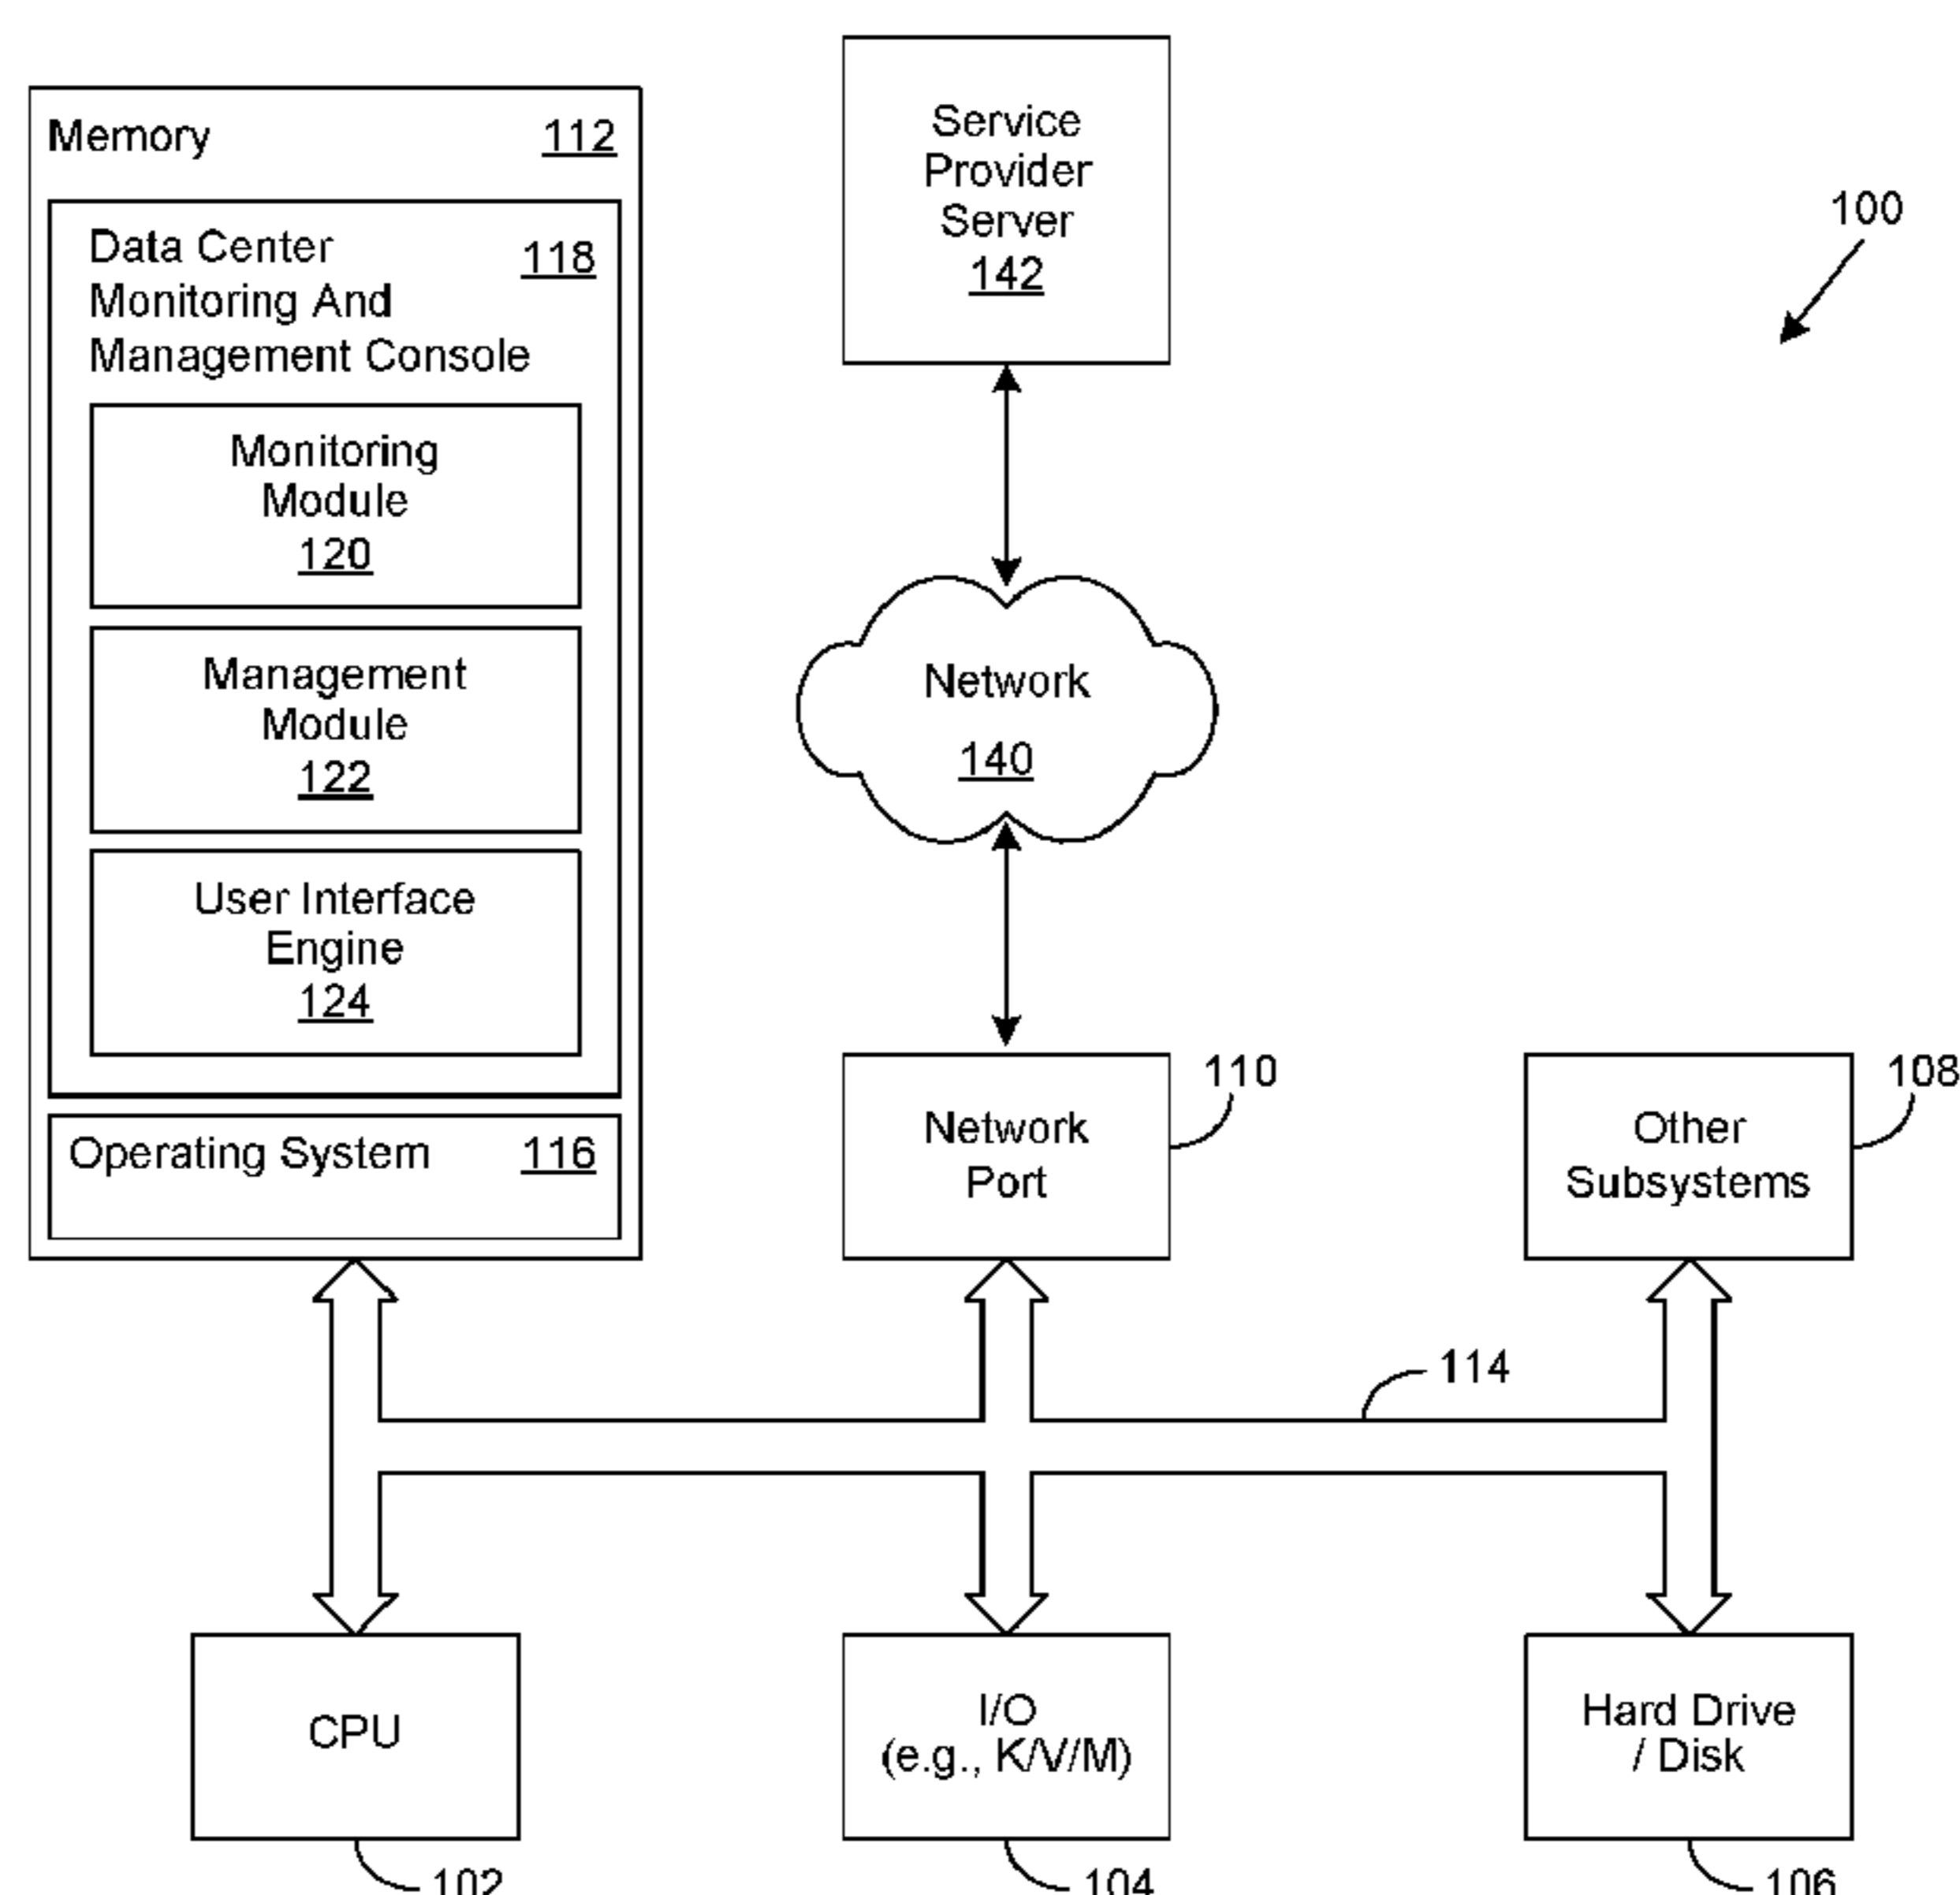 Memory 112
Data Center 118
Monitoring And
Management Console
Monitoring
Module
120
Management
Module
122
User Interface
Engine
124
Operating System 116
Service
Provider
Server
142
100
Network
140
Network
Port
110
Other
Subsystems
108
114
CPU
102
I/O
(e.g., K/V/M)
104
Hard Drive
/ Disk
106